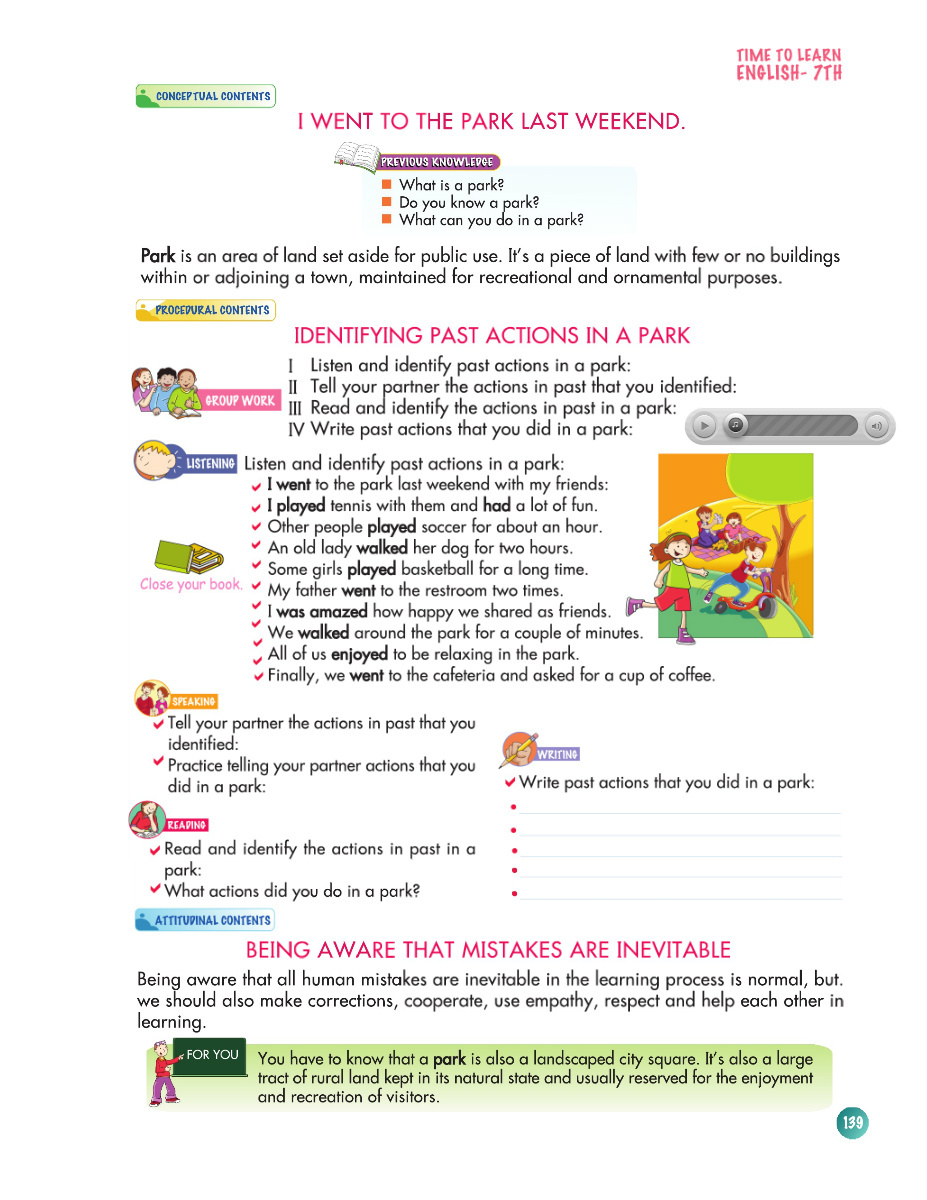 TIME TO LEARN
ENGLISH- 7TH
CONCEPTUAL CONTENTS
I WENT TO THE PARK LAST WEEKEND.
PREVIOUS KNOWLEDGE
What is a park?
Do you know a park?
What can you do in a park?
Park is an area of land set aside for public use. It's a piece of land with few or no buildings
within or adjoining a town, maintained for recreational and ornamental purposes.
PROCEDURAL CONTENTS
IDENTIFYING PAST ACTIONS IN A PARK
GROUP WORK
I Listen and identify past actions in a park:
II Tell your partner the actions in past that you identified:
III Read and identify the actions in past in a park:
IV Write past actions that you did in a park:
LISTENING
Listen and identify past actions in a park:
I went to the park last weekend with my friends:
I played tennis with them and had a lot of fun.
Other people played soccer for about an hour.
An old lady walked her dog for two hours.
Some girls played basketball for a long time.
Close your book.
My father went to the restroom two times.
I was amazed how happy we shared as friends.
We walked around the park for a couple of minutes.
All of us enjoyed to be relaxing in the park.
Finally, we went to the cafeteria and asked for a cup of coffee.
SPEAKING
Tell your partner the actions in past that you
identified:
Practice telling your partner actions that you
did in a park:
READING
Read and identify the actions in past in a
park:
What actions did you do in a park?
WRITING
Write past actions that you did in a park:
ATTITUDINAL CONTENTS
BEING AWARE THAT MISTAKES ARE INEVITABLE
Being aware that all human mistakes are inevitable in the learning process is normal, but.
we should also make corrections, cooperate, use empathy, respect and help each other in
learning.
FOR YOU
You have to know that a park is also a landscaped city square. It's also a large
tract of rural land kept in its natural state and usually reserved for the enjoyment
and recreation of visitors.
139